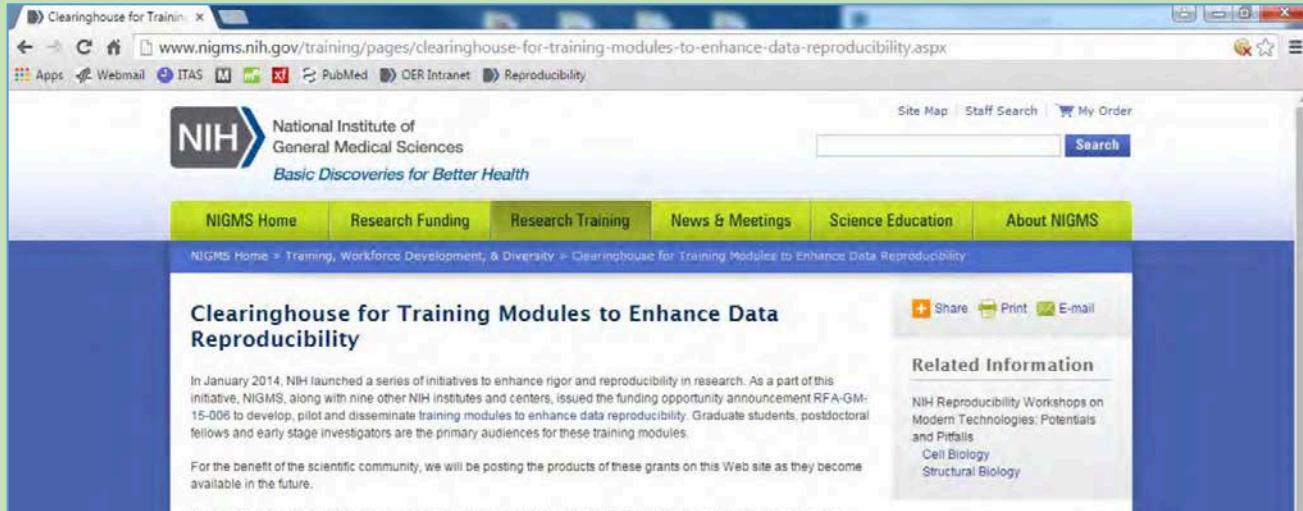 Clearinghouse for Trainin
www.nigms.nih.gov/training/pages/clearinghouse-for-training-modules-to-enhance-data-reproducibility.aspx
Apps Webmail ITAS PubMed OER Intranet Reproducibility
Site Map Staff Search My Order
NIH
National Institute of
General Medical Sciences
Basic Discoveries for Better Health
Search
NIGMS Home Research Funding Research Training News & Meetings Science Education About NIGMS
NIGMS Home > Training, Workforce Development, & Diversity > Clearinghouse for Training Modules to Enhance Data Reproducibility
Clearinghouse for Training Modules to Enhance Data
Reproducibility
In January 2014, NIH launched a series of initiatives to enhance rigor and reproducibility in research. As a part of this
initiative, NIGMS, along with nine other NIH institutes and centers, issued the funding opportunity announcement RFA-GM-
15-006 to develop, pilot and disseminate training modules to enhance data reproducibility. Graduate students, postdoctoral
fellows and early stage investigators are the primary audiences for these training modules.
For the benefit of the scientific community, we will be posting the products of these grants on this Web site as they become
available in the future.
Share Print E-mail
Related Information
NIH Reproducibility Workshops on
Modern Technologies: Potentials
and Pitfalls
Cell Biology
Structural Biology